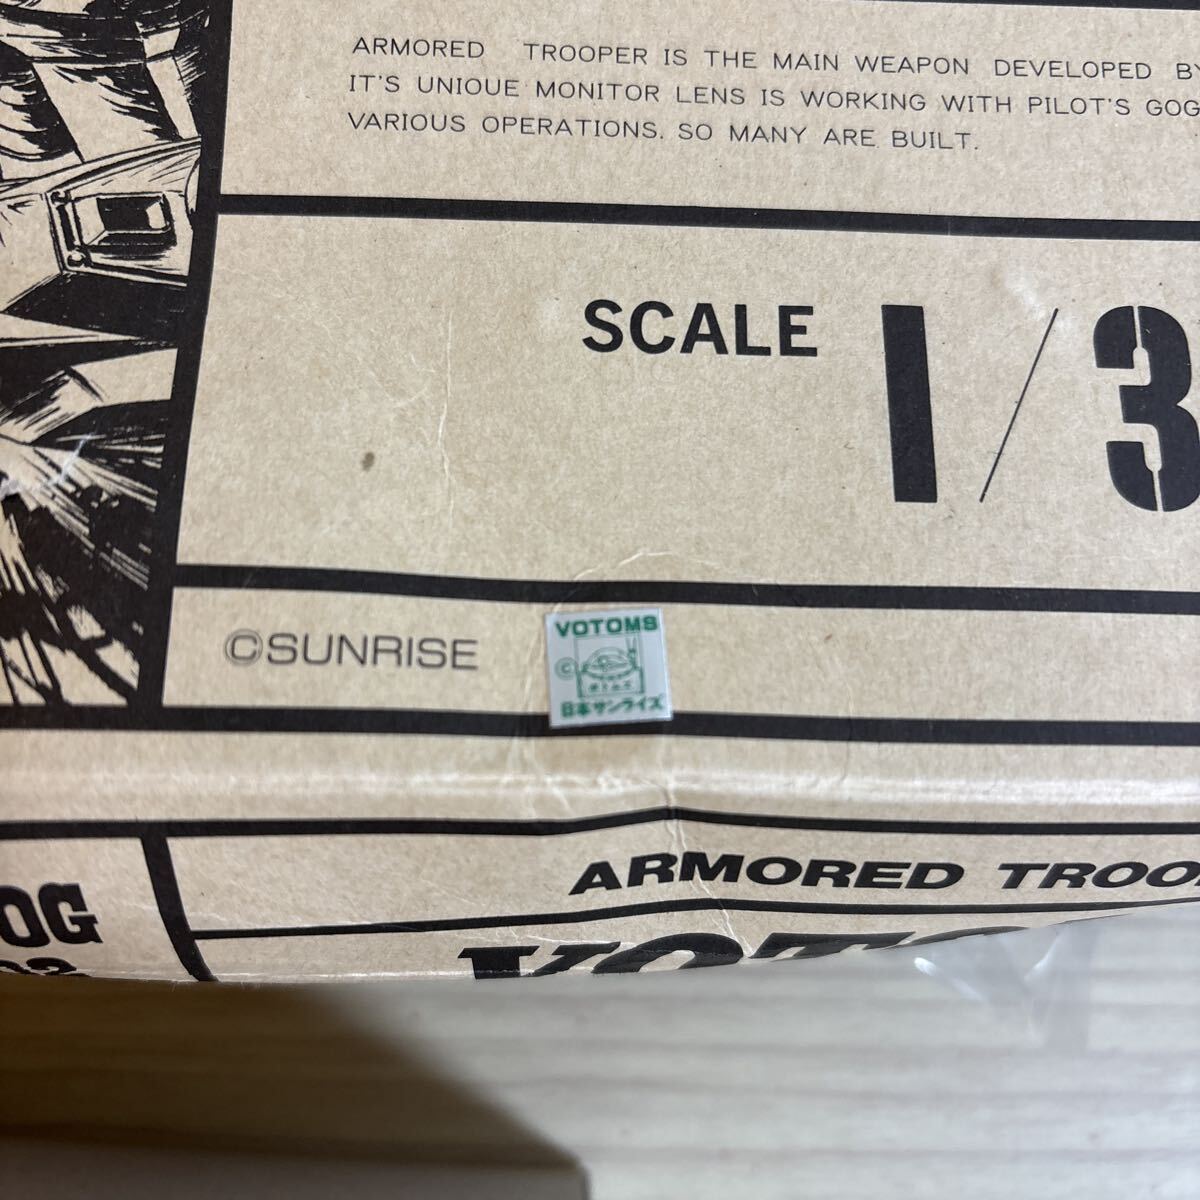 ARMORED TROOPER IS THE MAIN WEAPON DEVELOPED BY
IT'S UNIOUE MONITOR LENS IS WORKING WITH PILOT'S GOG
VARIOUS OPERATIONS. SO MANY ARE BUILT.
SCALE 1/3
©SUNRISE
VOTOMS
©
日本サンライズ
OG
ARMORED TROO
VOTO